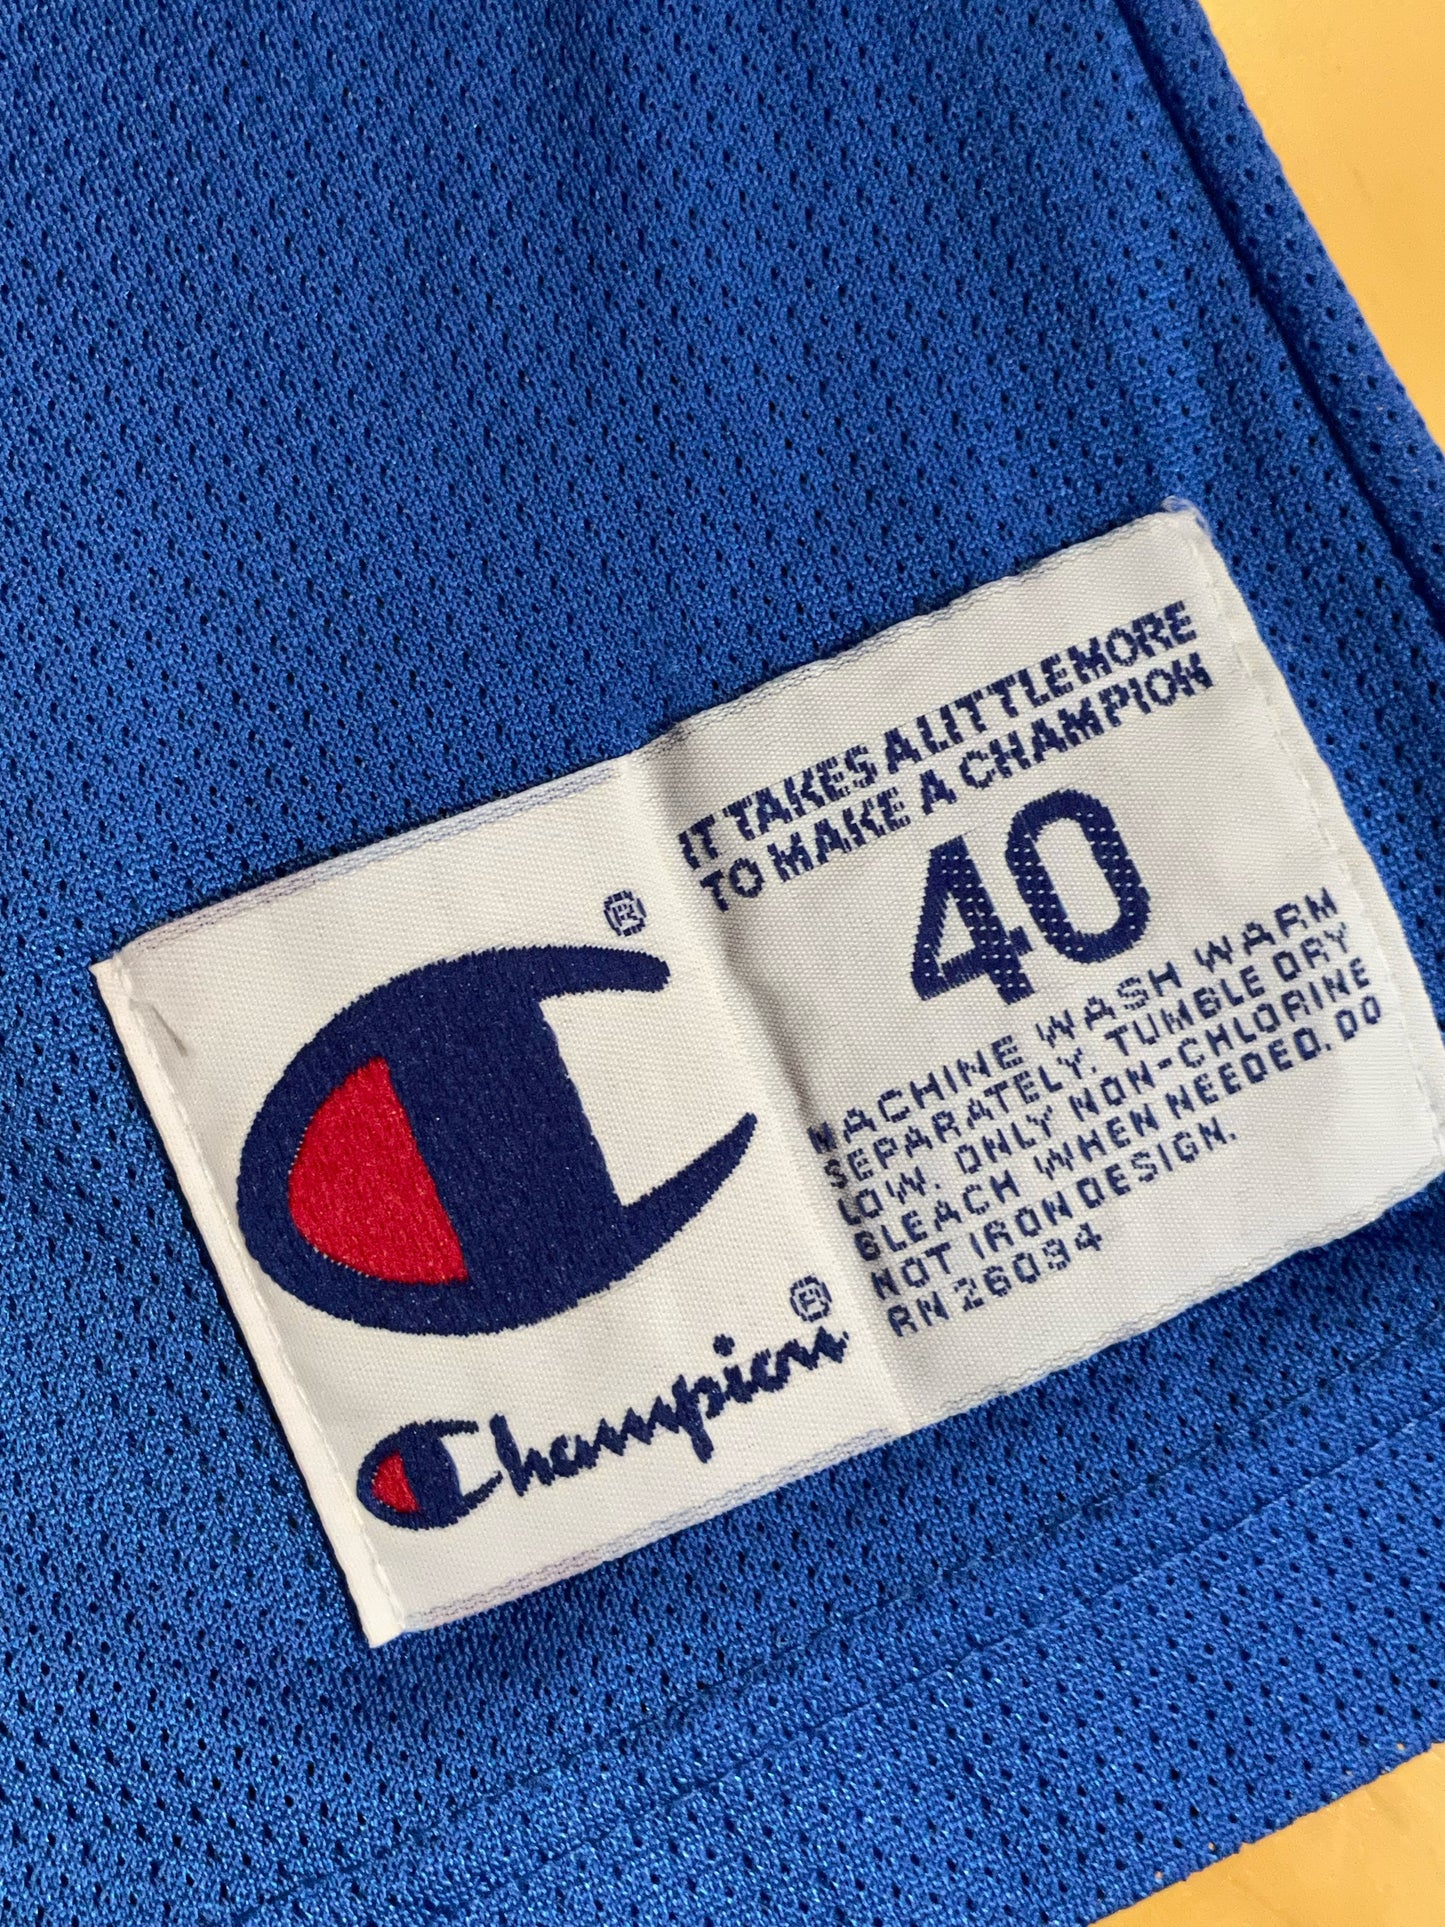 ®
®
Champion
IT TAKES A LITTLE MORE
TO MAKE A CHAMPION
40
MACHINE WASH WARM
SEPARATELY. TUMBLE DRY
LOW. ONLY NON-CHLORINE
BLEACH WHEN NEEDED. DO
NOT IRON DESIGN.
RN 26094